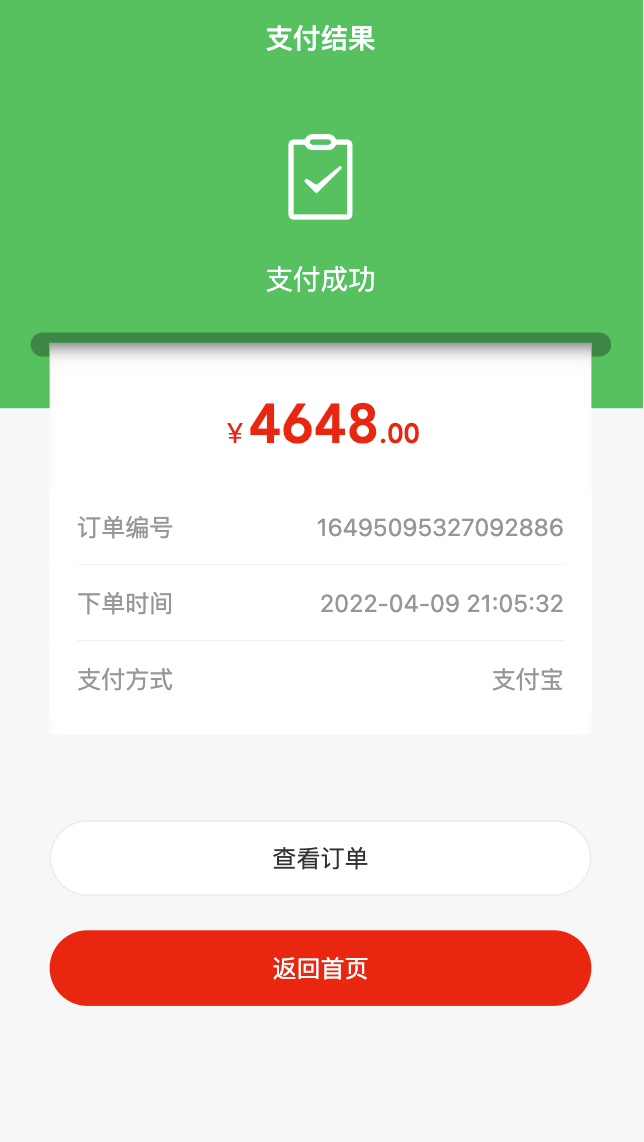 支付结果
支付成功
¥4648.00
订单编号 16495095327092886
下单时间 2022-04-09 21:05:32
支付方式 支付宝
查看订单
返回首页